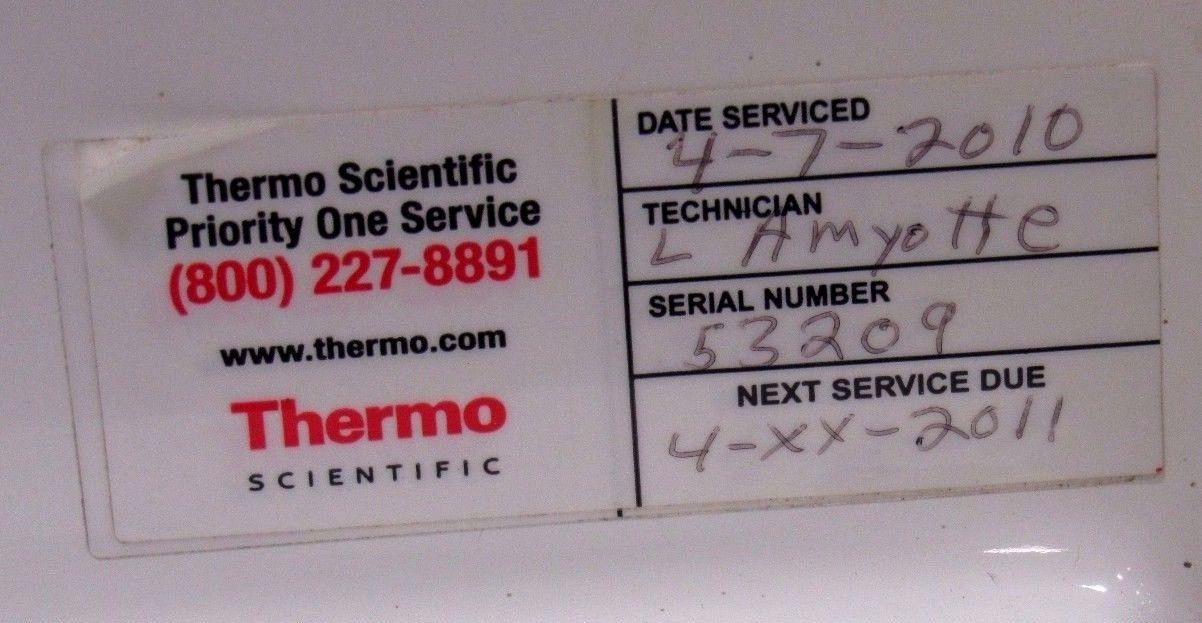 Thermo Scientific
Priority One Service
(800) 227-8891
www.thermo.com
Thermo
SCIENTIFIC
DATE SERVICED
4-7-2010
TECHNICIAN
L Amyotte
SERIAL NUMBER
53209
NEXT SERVICE DUE
4-XX-2011